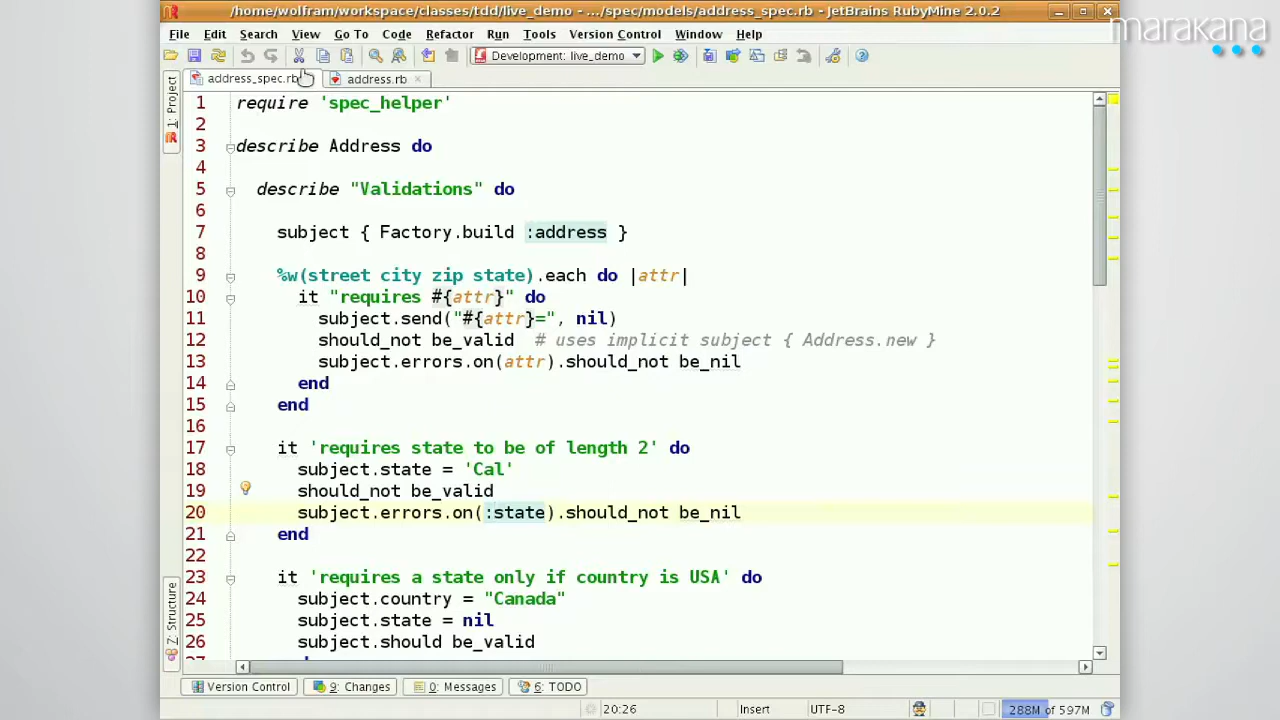 /home/wolfram/workspace/classes/tdd/live_demo - .../spec/models/address_spec.rb - JetBrains RubyMine 2.0.2
marakana
File Edit Search View Go To Code Refactor Run Tools Version Control Window Help
Development: live_demo
address_spec.rb address.rb
1: Project
1 require 'spec_helper'
2
3 describe Address do
4
5 describe "Validations" do
6
7 subject { Factory.build :address }
8
9 %w(street city zip state).each do |attr|
10 it "requires #{attr}" do
11 subject.send("#{attr}=", nil)
12 should_not be_valid # uses implicit subject { Address.new }
13 subject.errors.on(attr).should_not be_nil
14 end
15 end
16
17 it 'requires state to be of length 2' do
18 subject.state = 'Cal'
19 should_not be_valid
20 subject.errors.on(:state).should_not be_nil
21 end
22
23 it 'requires a state only if country is USA' do
24 subject.country = "Canada"
25 subject.state = nil
26 subject.should be_valid
7: Structure
Version Control 9: Changes 0: Messages 6: TODO
20:26 Insert UTF-8 288M of 597M